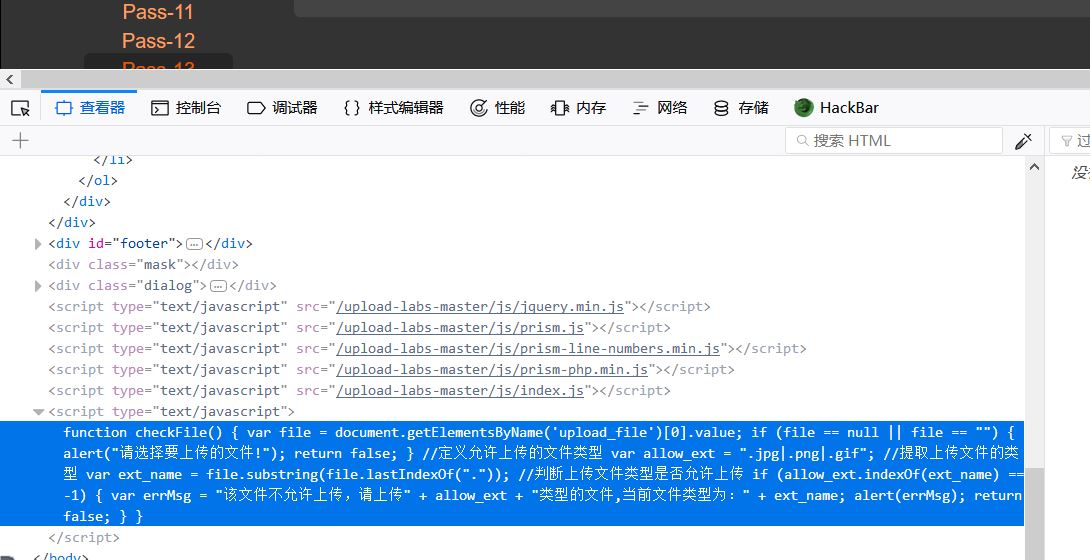 Pass-11
Pass-12
Pass-13
查看器 控制台 调试器 {} 样式编辑器 性能 内存 网络 存储 HackBar
+ 搜索 HTML 过
没
</li>
</ol>
</div>
</div>
<div id="footer">…</div>
<div class="mask"></div>
<div class="dialog">…</div>
<script type="text/javascript" src="/upload-labs-master/js/jquery.min.js"></script>
<script type="text/javascript" src="/upload-labs-master/js/prism.js"></script>
<script type="text/javascript" src="/upload-labs-master/js/prism-line-numbers.min.js"></script>
<script type="text/javascript" src="/upload-labs-master/js/prism-php.min.js"></script>
<script type="text/javascript" src="/upload-labs-master/js/index.js"></script>
<script type="text/javascript">
function checkFile() { var file = document.getElementsByName('upload_file')[0].value; if (file == null || file == "") {
alert("请选择要上传的文件!"); return false; } //定义允许上传的文件类型 var allow_ext = ".jpg|.png|.gif"; //提取上传文件的类
型 var ext_name = file.substring(file.lastIndexOf(".")); //判断上传文件类型是否允许上传 if (allow_ext.indexOf(ext_name) ==
-1) { var errMsg = "该文件不允许上传，请上传" + allow_ext + "类型的文件,当前文件类型为：" + ext_name; alert(errMsg); return
false; } }
</script>
</body>